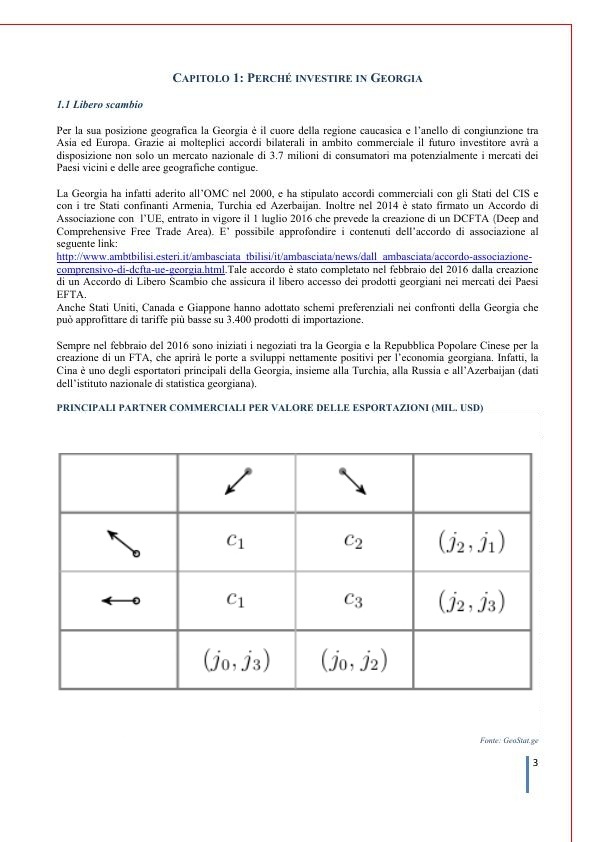 CAPITOLO 1: PERCHÉ INVESTIRE IN GEORGIA
1.1 Libero scambio
Per la sua posizione geografica la Georgia è il cuore della regione caucasica e l'anello di congiunzione tra
Asia ed Europa. Grazie ai molteplici accordi bilaterali in ambito commerciale il futuro investitore avrà a
disposizione non solo un mercato nazionale di 3.7 milioni di consumatori ma potenzialmente i mercati dei
Paesi vicini e delle aree geografiche contigue.
La Georgia ha infatti aderito all'OMC nel 2000, e ha stipulato accordi commerciali con gli Stati del CIS e
con i tre Stati confinanti Armenia, Turchia ed Azerbaijan. Inoltre nel 2014 è stato firmato un Accordo di
Associazione con l'UE, entrato in vigore il 1 luglio 2016 che prevede la creazione di un DCFTA (Deep and
Comprehensive Free Trade Area). E' possibile approfondire i contenuti dell'accordo di associazione al
seguente link:
http://www.ambtbilisi.esteri.it/ambasciata_tbilisi/it/ambasciata/news/dall_ambasciata/accordo-associazione-
comprensivo-di-dcfta-ue-georgia.html.Tale accordo è stato completato nel febbraio del 2016 dalla creazione
di un Accordo di Libero Scambio che assicura il libero accesso dei prodotti georgiani nei mercati dei Paesi
EFTA.
Anche Stati Uniti, Canada e Giappone hanno adottato schemi preferenziali nei confronti della Georgia che
può approfittare di tariffe più basse su 3.400 prodotti di importazione.
Sempre nel febbraio del 2016 sono iniziati i negoziati tra la Georgia e la Repubblica Popolare Cinese per la
creazione di un FTA, che aprirà le porte a sviluppi nettamente positivi per l'economia georgiana. Infatti, la
Cina è uno degli esportatori principali della Georgia, insieme alla Turchia, alla Russia e all'Azerbaijan (dati
dell'istituto nazionale di statistica georgiana).
PRINCIPALI PARTNER COMMERCIALI PER VALORE DELLE ESPORTAZIONI (MIL. USD)
c₁ c₂ (j₂, j₁)
c₁ c₃ (j₂, j₃)
(j₀, j₃) (j₀, j₂)
Fonte: GeoStat.ge
3